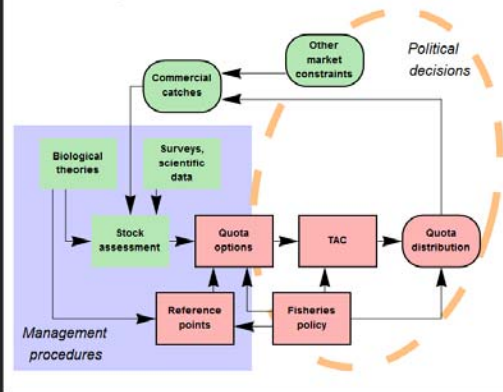 Other
market
constraints
Political
decisions
Commercial
catches
Biological
theories
Surveys,
scientific
data
Stock
assessment
Quota
options
TAC
Quota
distribution
Reference
points
Fisheries
policy
Management
procedures